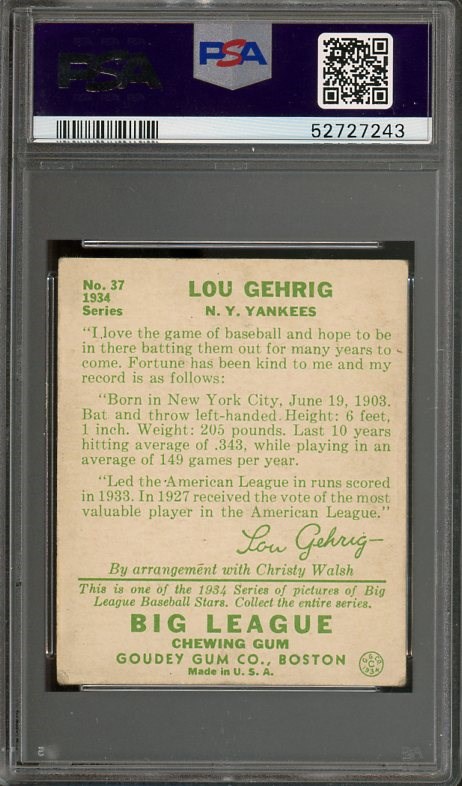 PSA
PSA
52727243
No. 37
1934
Series
LOU GEHRIG
N. Y. YANKEES
“I love the game of baseball and hope to be
in there batting them out for many years to
come. Fortune has been kind to me and my
record is as follows:
“Born in New York City, June 19, 1903.
Bat and throw left-handed. Height: 6 feet,
1 inch. Weight: 205 pounds. Last 10 years
hitting average of .343, while playing in an
average of 149 games per year.
“Led the American League in runs scored
in 1933. In 1927 received the vote of the most
valuable player in the American League.”
Lou Gehrig
By arrangement with Christy Walsh
This is one of the 1934 Series of pictures of Big
League Baseball Stars. Collect the entire series.
BIG LEAGUE
CHEWING GUM
GOUDEY GUM CO., BOSTON
Made in U. S. A.